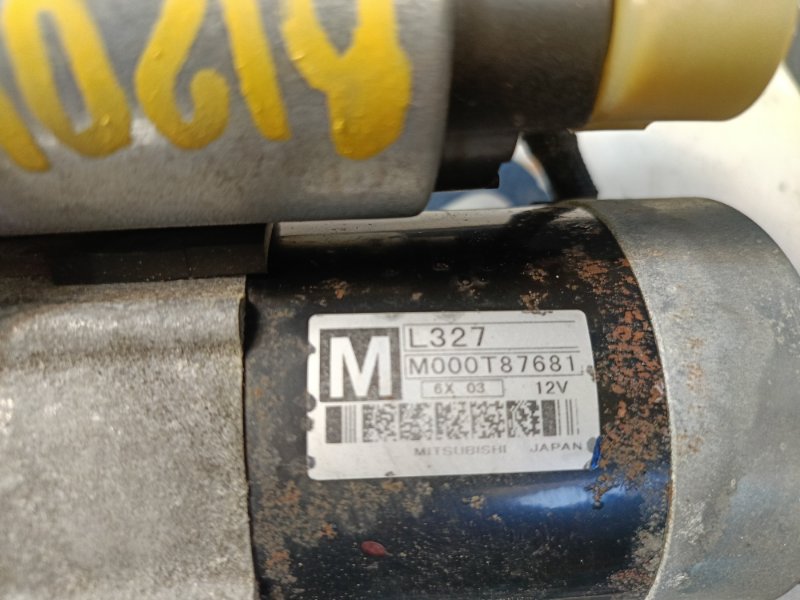 M
L327
M000T87681
6X 03
12V
MITSUBISHI JAPAN